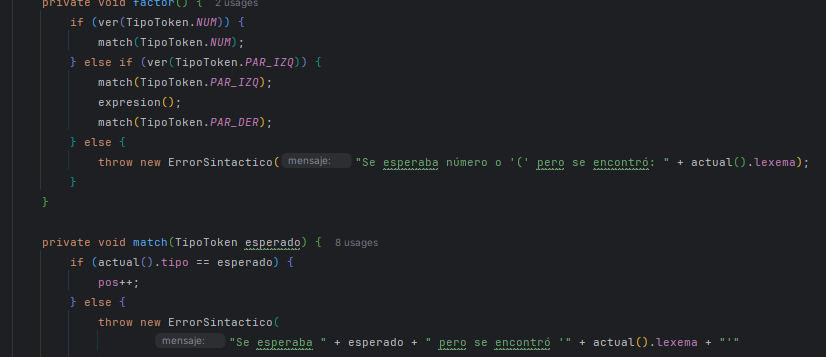 private void factor() {  2 usages
if (ver(TipoToken.NUM)) {
match(TipoToken.NUM);
} else if (ver(TipoToken.PAR_IZQ)) {
match(TipoToken.PAR_IZQ);
expresion();
match(TipoToken.PAR_DER);
} else {
throw new ErrorSintactico( mensaje: "Se esperaba número o '(' pero se encontró: " + actual().lexema);
}
}
private void match(TipoToken esperado) {  8 usages
if (actual().tipo == esperado) {
pos++;
} else {
throw new ErrorSintactico(
mensaje: "Se esperaba " + esperado + " pero se encontró '" + actual().lexema + "'"